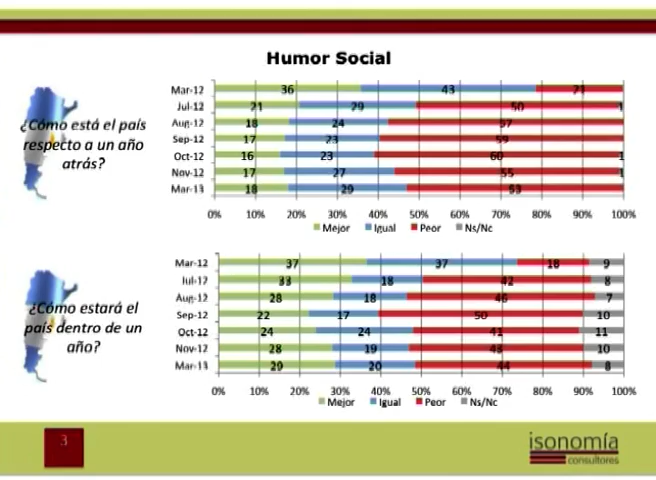 Humor Social
¿Cómo está el país
respecto a un año
atrás?
Mar-12 36 43 21
Jul-12 21 29 50 1
Aug-12 18 24 57
Sep-12 17 23 59
Oct-12 16 23 60 1
Nov-12 17 27 55 1
Mar-13 18 29 53
0% 10% 20% 30% 40% 50% 60% 70% 80% 90% 100%
Mejor Igual Peor Ns/Nc
¿Cómo estará el
país dentro de un
año?
Mar-12 37 37 18 9
Jul-12 33 18 42 8
Aug-12 28 18 46 7
Sep-12 22 17 50 10
Oct-12 24 24 41 11
Nov-12 28 19 43 10
Mar-13 29 20 44 8
0% 10% 20% 30% 40% 50% 60% 70% 80% 90% 100%
Mejor Igual Peor Ns/Nc
3
isonomía
consultores